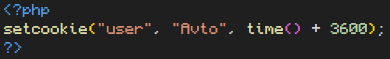 <?php
setcookie("user", "Avto", time() + 3600);
?>